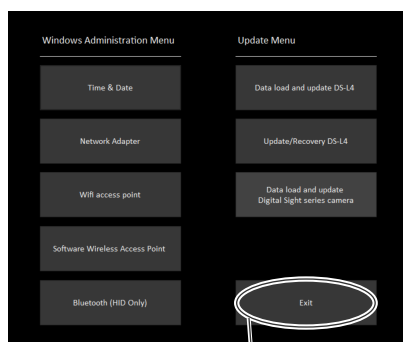 Windows Administration Menu
Time & Date
Network Adapter
Wifi access point
Software Wireless Access Point
Bluetooth (HID Only)
Update Menu
Data load and update DS-L4
Update/Recovery DS-L4
Data load and update
Digital Sight series camera
Exit